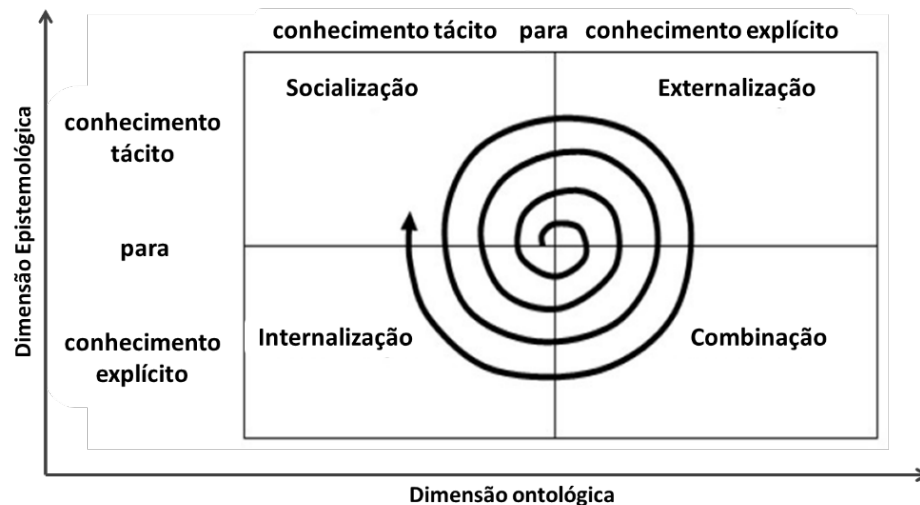 conhecimento tácito para conhecimento explícito
Socialização
Externalização
conhecimento
tácito
para
conhecimento
explícito
Internalização
Combinação
Dimensão Epistemológica
Dimensão ontológica